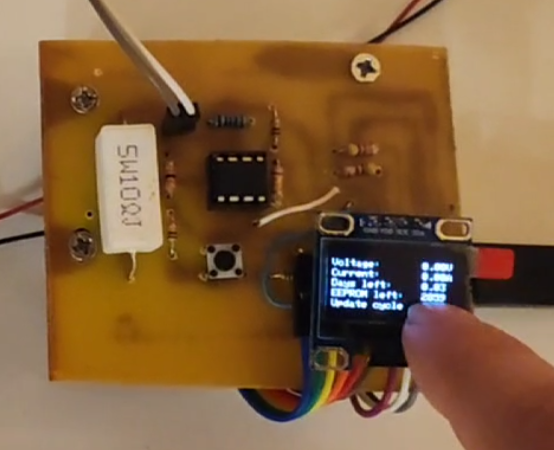 5W10ΩJ
Voltage: 0.00V
Current: 0.00A
Days left: 0.03
EEPROM left: 2039
Update cycle